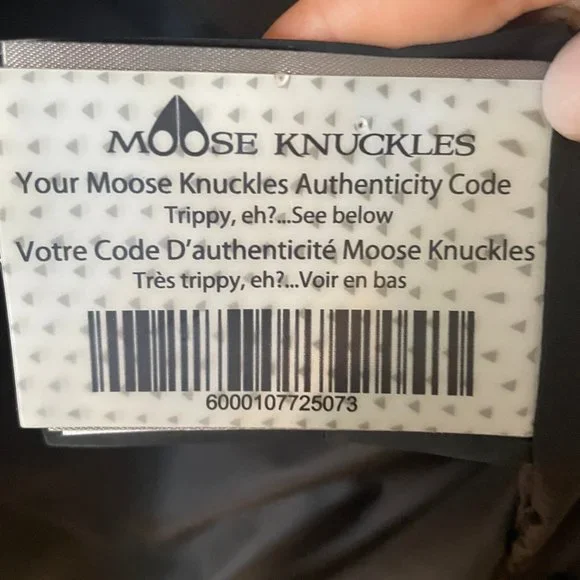 MOOSE KNUCKLES
Your Moose Knuckles Authenticity Code
Trippy, eh?...See below
Votre Code D'authenticité Moose Knuckles
Très trippy, eh?...Voir en bas
6000107725073